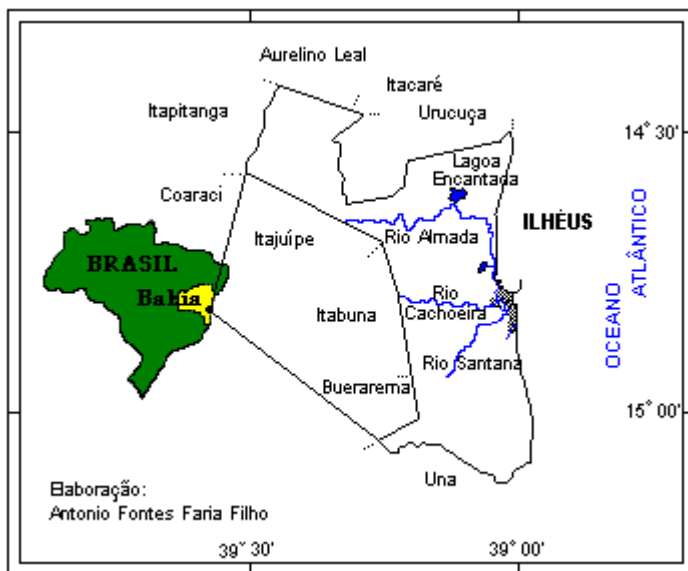 Aurelino Leal
Itacaré
Itapitanga
Urucuça
14° 30'
Lagoa
Encantada
Coaraci
ILHÉUS
Itajuípe
Rio Almada
BRASIL
Bahia
Rio
Cachoeira
Itabuna
OCEANO
ATLÂNTICO
Rio Santana
Buerarema
15° 00'
Una
Elaboração:
Antonio Fontes Faria Filho
39° 30'
39° 00'